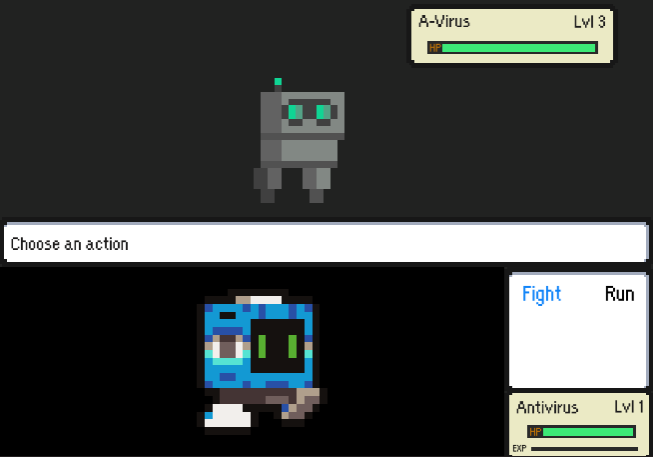 A-Virus Lvl 3
HP
Choose an action
Fight Run
Antivirus Lvl 1
HP
EXP